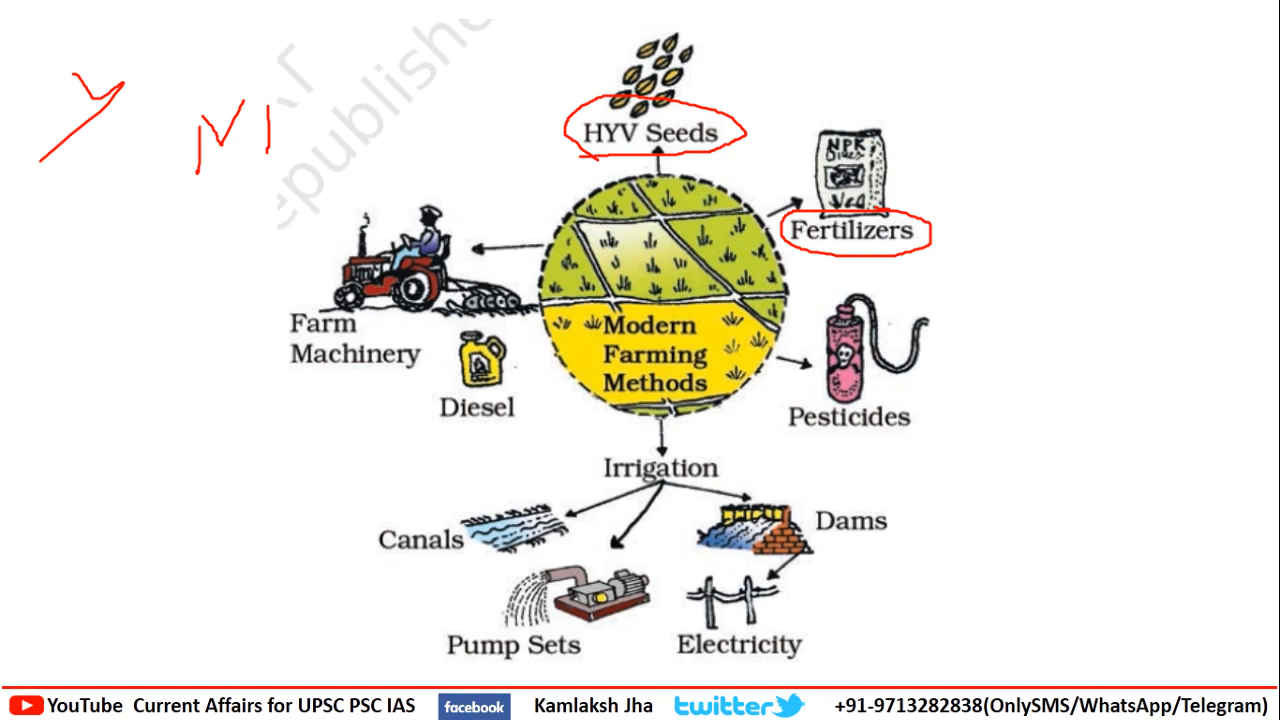 HYV Seeds
NPK
Fertilizers
Farm
Machinery
Diesel
Modern
Farming
Methods
Pesticides
Irrigation
Canals
Dams
Pump Sets
Electricity
YouTube Current Affairs for UPSC PSC IAS
facebook
Kamlaksh Jha
twitter
+91-9713282838(OnlySMS/WhatsApp/Telegram)